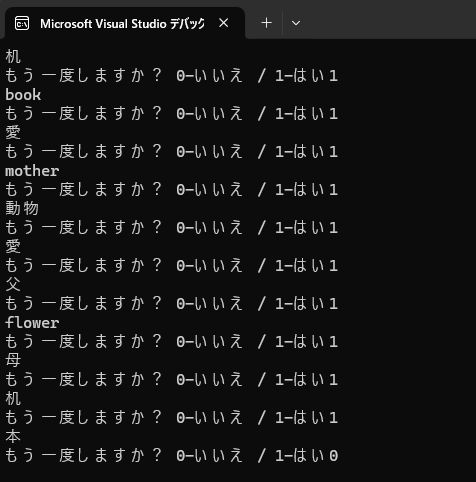 Microsoft Visual Studio デバッグ
机
もう一度しますか？ 0-いいえ / 1-はい1
book
もう一度しますか？ 0-いいえ / 1-はい1
愛
もう一度しますか？ 0-いいえ / 1-はい1
mother
もう一度しますか？ 0-いいえ / 1-はい1
動物
もう一度しますか？ 0-いいえ / 1-はい1
愛
もう一度しますか？ 0-いいえ / 1-はい1
父
もう一度しますか？ 0-いいえ / 1-はい1
flower
もう一度しますか？ 0-いいえ / 1-はい1
母
もう一度しますか？ 0-いいえ / 1-はい1
机
もう一度しますか？ 0-いいえ / 1-はい1
本
もう一度しますか？ 0-いいえ / 1-はい0